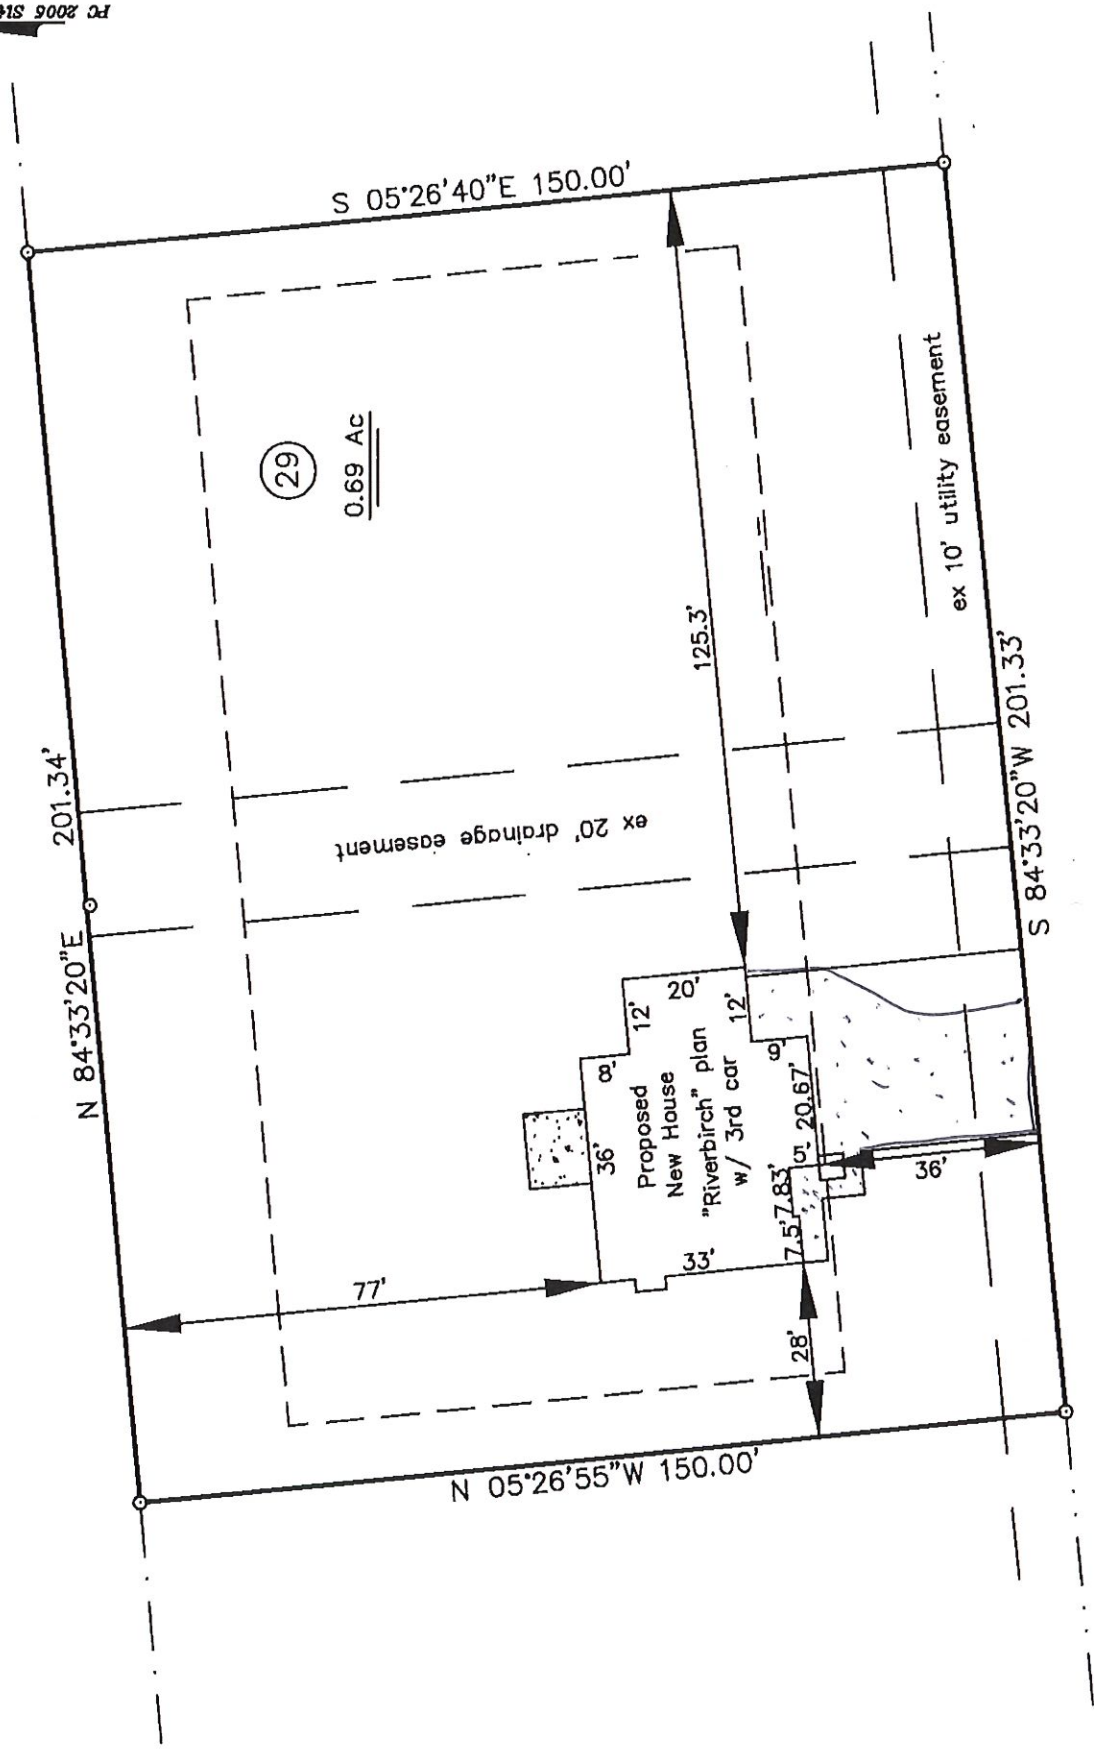 PC 2006
S 05°26'40"E 150.00'
29
0.69 Ac
ex 10' utility easement
125.3'
201.34'
N 84°33'20"E
ex 20' drainage easement
S 84°33'20"W 201.33'
20'
12'
12'
8'
9'
36'
Proposed
New House
"Riverbirch" plan
w/ 3rd car
20.67'
5'
7.83'
7.5'
33'
36'
77'
28'
N 05°26'55"W 150.00'